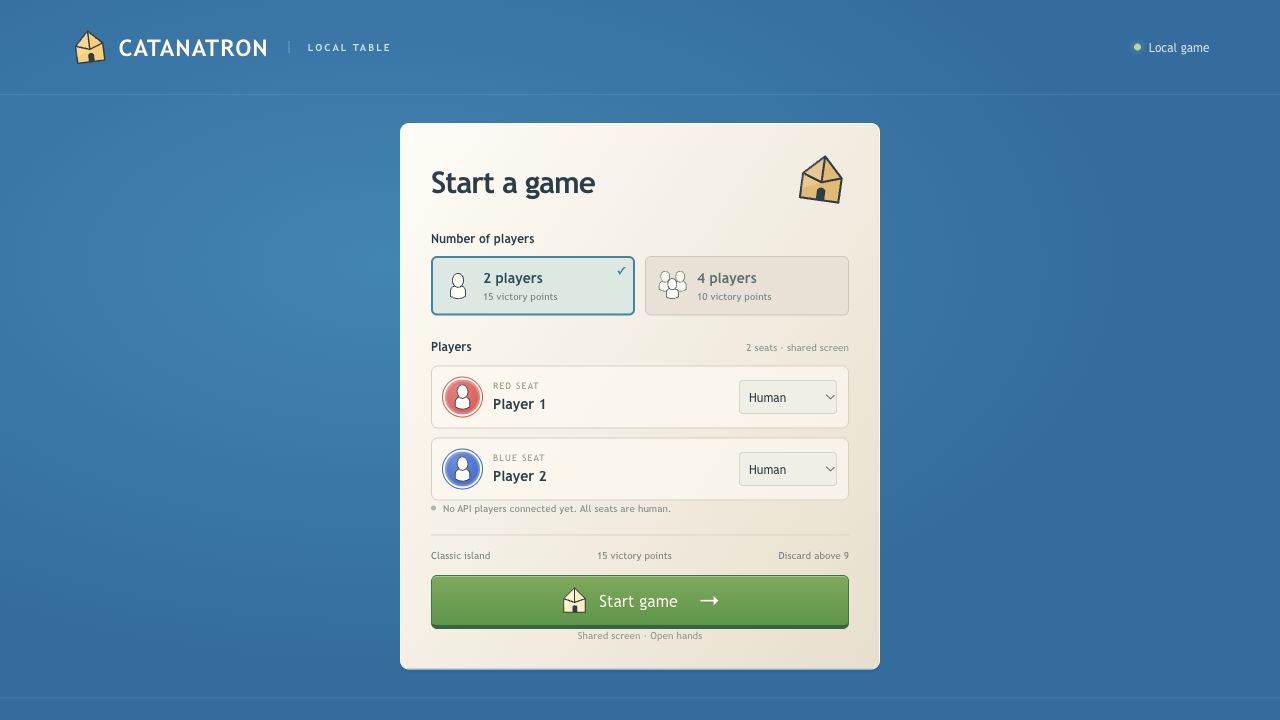 CATANATRON
LOCAL TABLE
Local game
Start a game
Number of players
2 players
15 victory points
✓
4 players
10 victory points
Players
2 seats · shared screen
RED SEAT
Player 1
Human
BLUE SEAT
Player 2
Human
No API players connected yet. All seats are human.
Classic island
15 victory points
Discard above 9
Start game →
Shared screen · Open hands